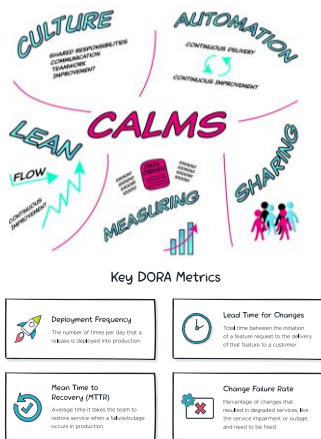 CULTURE
SHARED RESPONSIBILITIES
COMMUNICATION
TEAMWORK
IMPROVEMENT
AUTOMATION
CONTINUOUS DELIVERY
CONTINUOUS IMPROVEMENT
CALMS
LEAN
FLOW
CONTINUOUS
IMPROVEMENT
MEASURING
SHARING
Key DORA Metrics
Deployment Frequency
The number of times per day that a
release is deployed into production.
Lead Time for Changes
Total time between the initiation
of a feature request to the delivery
of that feature to a customer.
Mean Time to
Recovery (MTTR)
Average time it takes the team to
restore service when a failure/outage
occurs in production.
Change Failure Rate
Percentage of changes that
resulted in degraded services, like
the service impairment or outage,
and need to be fixed.